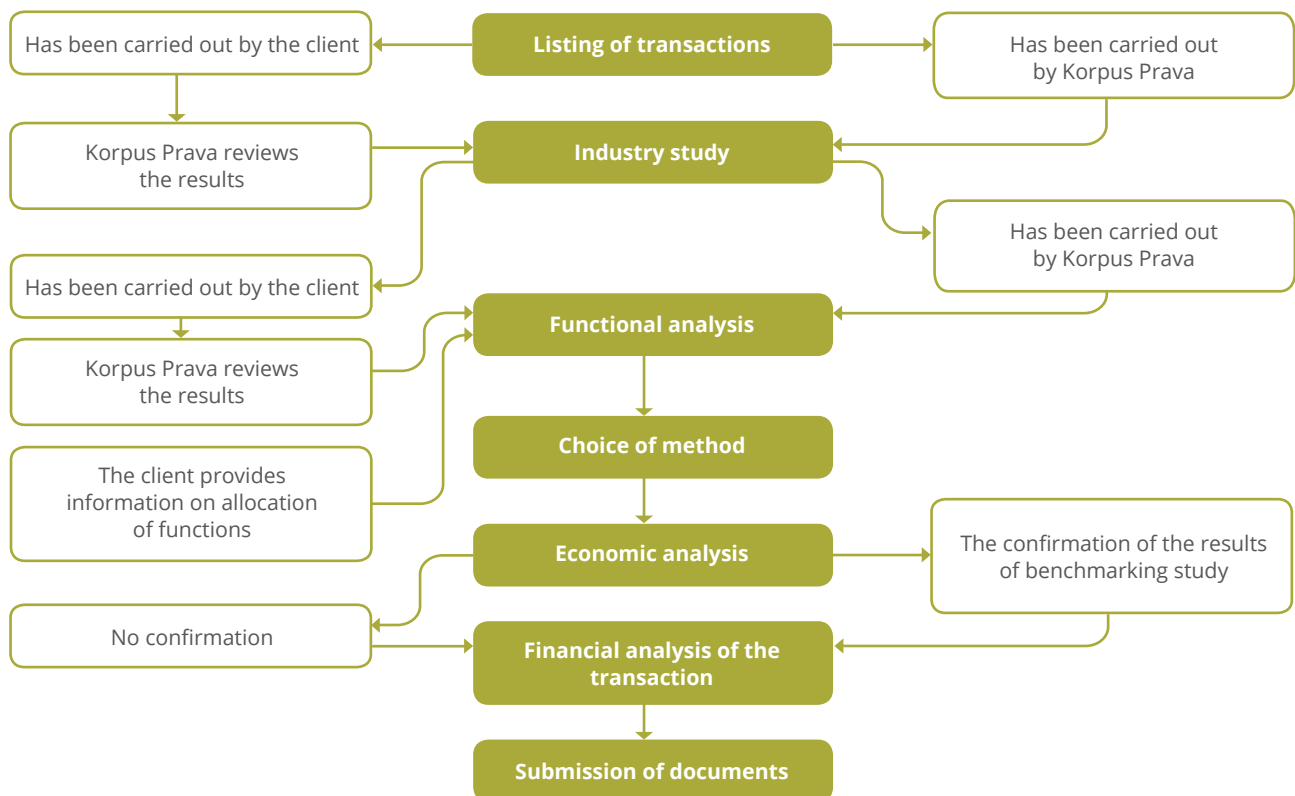 Has been carried out by the client
Listing of transactions
Has been carried out
by Korpus Prava
Korpus Prava reviews
the results
Industry study
Has been carried out
by Korpus Prava
Has been carried out by the client
Functional analysis
Korpus Prava reviews
the results
Choice of method
The client provides
information on allocation
of functions
Economic analysis
The confirmation of the results
of benchmarking study
No confirmation
Financial analysis of the
transaction
Submission of documents